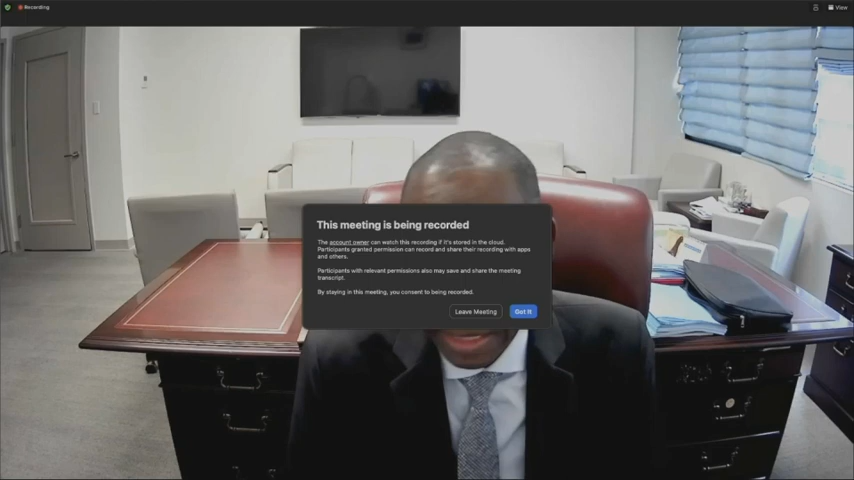 Recording
View
This meeting is being recorded
The account owner can watch this recording if it's stored in the cloud.
Participants granted permission can record and share their recording with apps
and others.
Participants with relevant permissions also may save and share the meeting
transcript.
By staying in this meeting, you consent to being recorded.
Leave Meeting
Got It